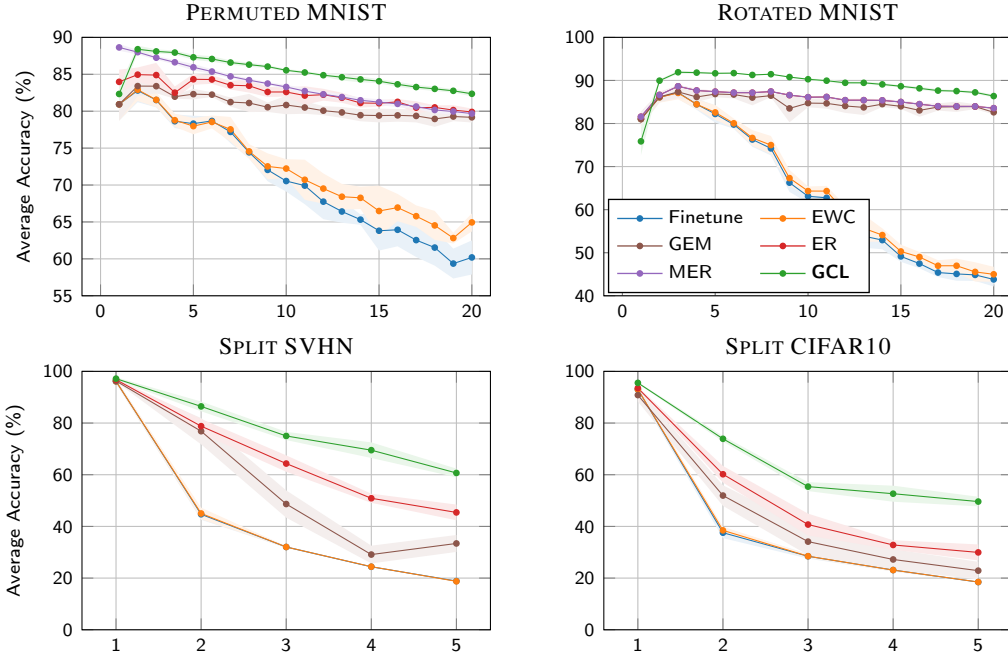 PERMUTED MNIST
Average Accuracy (%)
90
85
80
75
70
65
60
55
0 5 10 15 20
ROTATED MNIST
100
90
80
70
60
50
40
0 5 10 15 20
Finetune EWC
GEM ER
MER GCL
SPLIT SVHN
Average Accuracy (%)
100
80
60
40
20
0
1 2 3 4 5
SPLIT CIFAR10
100
80
60
40
20
0
1 2 3 4 5